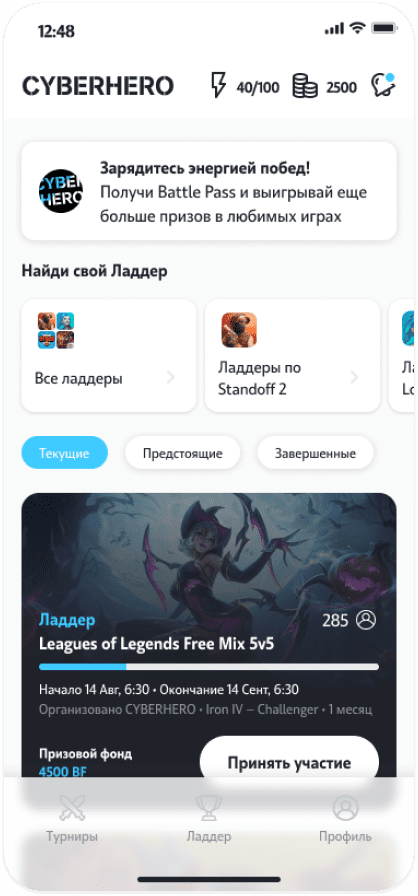 12:48
CYBERHERO
40/100
2500
CYBER
HERO
Зарядитесь энергией побед!
Получи Battle Pass и выигрывай еще
больше призов в любимых играх
Найди свой Ладдер
Все ладдеры
Ладдеры по
Standoff 2
Текущие
Предстоящие
Завершенные
Ладдер
285
Leagues of Legends Free Mix 5v5
Начало 14 Авг, 6:30 • Окончание 14 Сент, 6:30
Организовано CYBERHERO • Iron IV – Challenger • 1 месяц
Призовой фонд
4500 BF
Принять участие
Турниры
Ладдер
Профиль